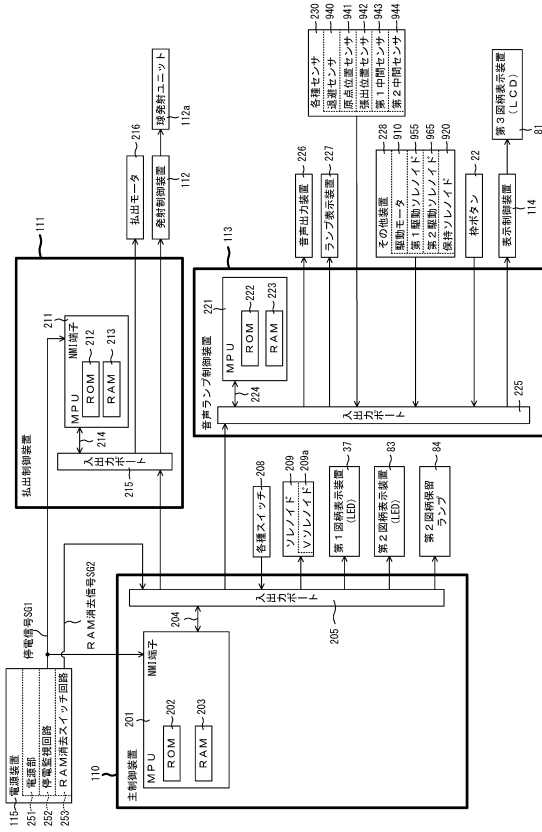 115
電源装置
251
電源部
252
停電監視回路
253
RAM消去スイッチ回路
停電信号SG1
RAM消去信号SG2
111
払出制御装置
211
NMI端子
MPU
ROM
212
RAM
213
214
入出力ポート
215
216
払出モータ
発射制御装置
112
球発射ユニット
112a
110
主制御装置
201
NMI端子
MPU
ROM
202
RAM
203
204
入出力ポート
205
各種スイッチ
208
ソレノイド
209
Vソレノイド
209a
第1図柄表示装置
(LED)
37
第2図柄表示装置
(LED)
83
第2図柄保留
ランプ
84
113
音声ランプ制御装置
221
MPU
ROM
222
RAM
223
224
入出力ポート
225
音声出力装置
226
ランプ表示装置
227
各種センサ
230
退避センサ
940
原点位置センサ
941
張出位置センサ
942
第1中間センサ
943
第2中間センサ
944
その他装置
228
駆動モータ
910
第1駆動ソレノイド
955
第2駆動ソレノイド
965
保持ソレノイド
920
枠ボタン
22
表示制御装置
114
第3図柄表示装置
(LCD)
81